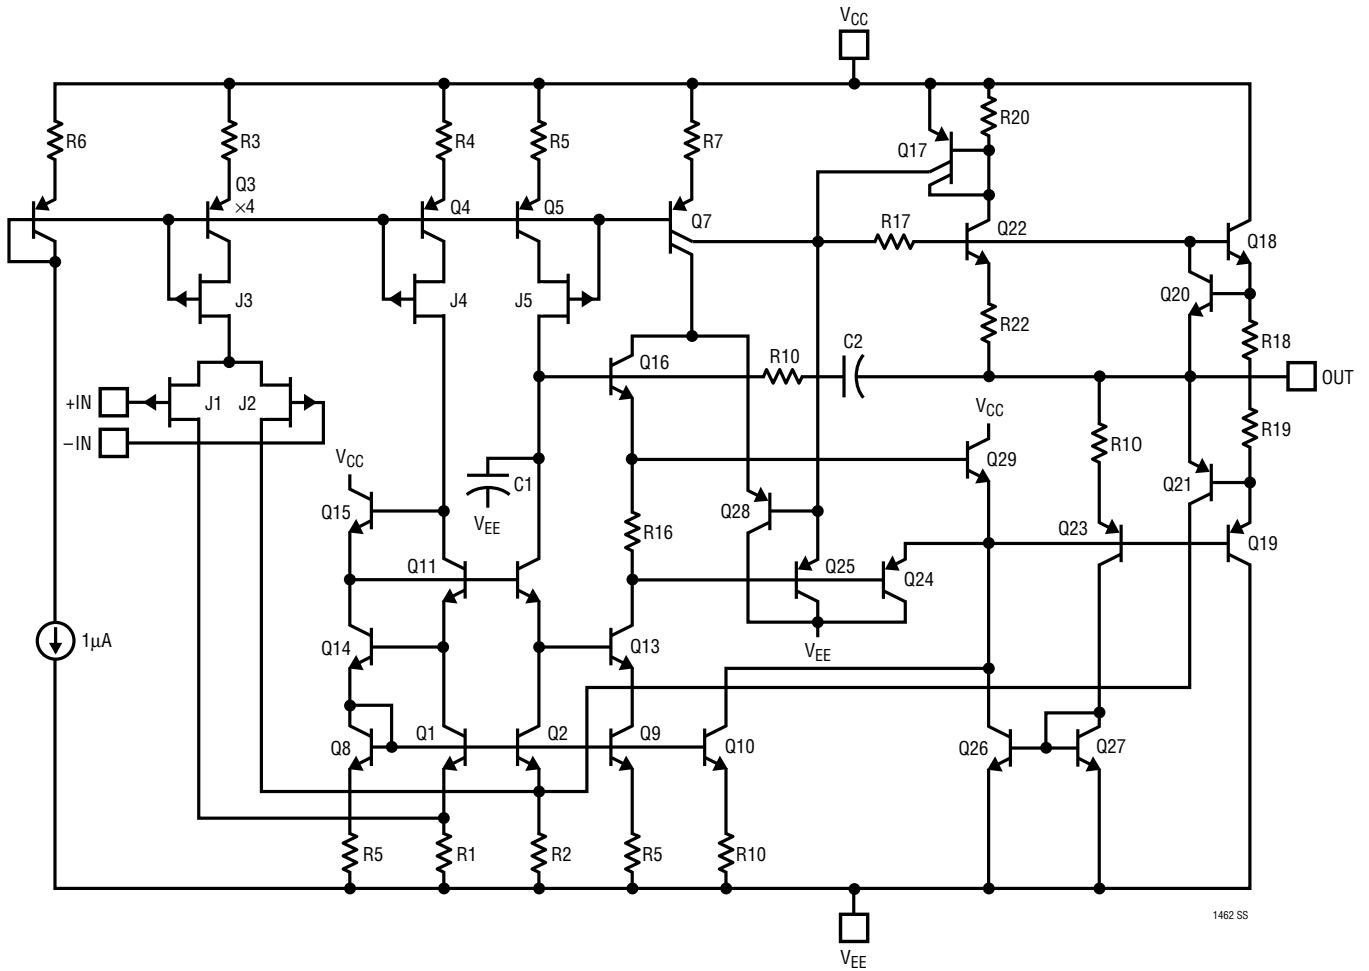 VCC
R6
R3
R4
R5
R7
R20
Q17
Q3
×4
Q4
Q5
Q7
R17
Q22
Q18
J3
J4
J5
Q20
R22
R18
C2
R10
Q16
OUT
+IN
J1
J2
–IN
VCC
R19
R10
Q29
VCC
C1
Q21
Q15
VEE
Q28
R16
Q23
Q19
Q11
Q25
Q24
1µA
Q14
Q13
VEE
Q8
Q1
Q2
Q9
Q10
Q26
Q27
R5
R1
R2
R5
R10
1462 SS
VEE